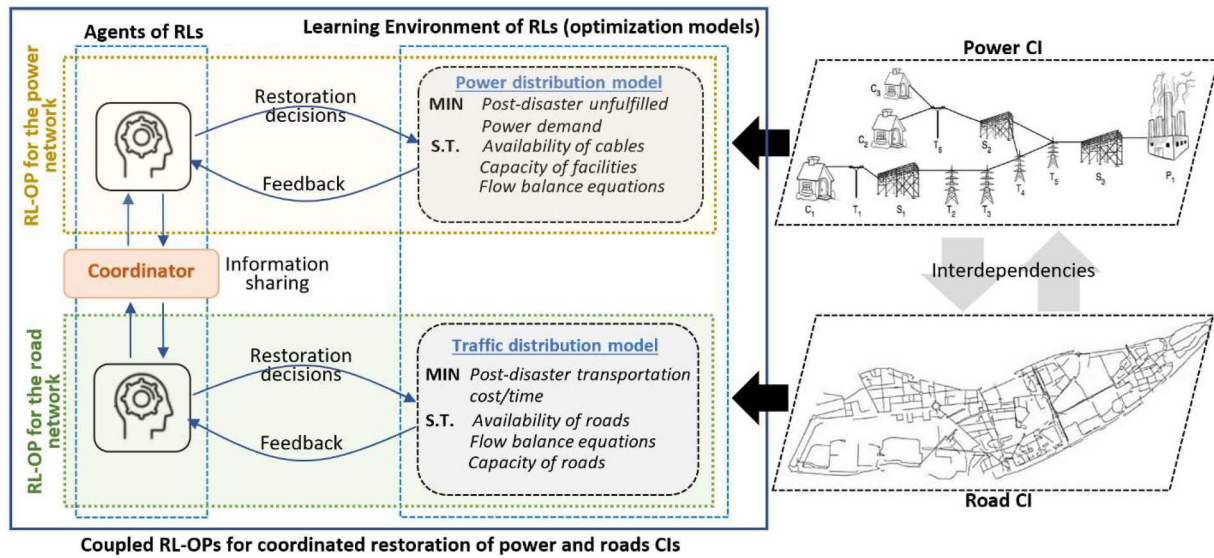 Agents of RLs
Learning Environment of RLs (optimization models)
RL-OP for the power
network
Restoration
decisions
Feedback
Power distribution model
MIN Post-disaster unfulfilled
Power demand
S.T. Availability of cables
Capacity of facilities
Flow balance equations
Coordinator
Information
sharing
RL-OP for the road
network
Restoration
decisions
Feedback
Traffic distribution model
MIN Post-disaster transportation
cost/time
S.T. Availability of roads
Flow balance equations
Capacity of roads
Power CI
C3
C2
T5
S2
C1
T1
S1
T2
T3
T4
T5
S3
P1
Interdependencies
Road CI
Coupled RL-OPs for coordinated restoration of power and roads CIs